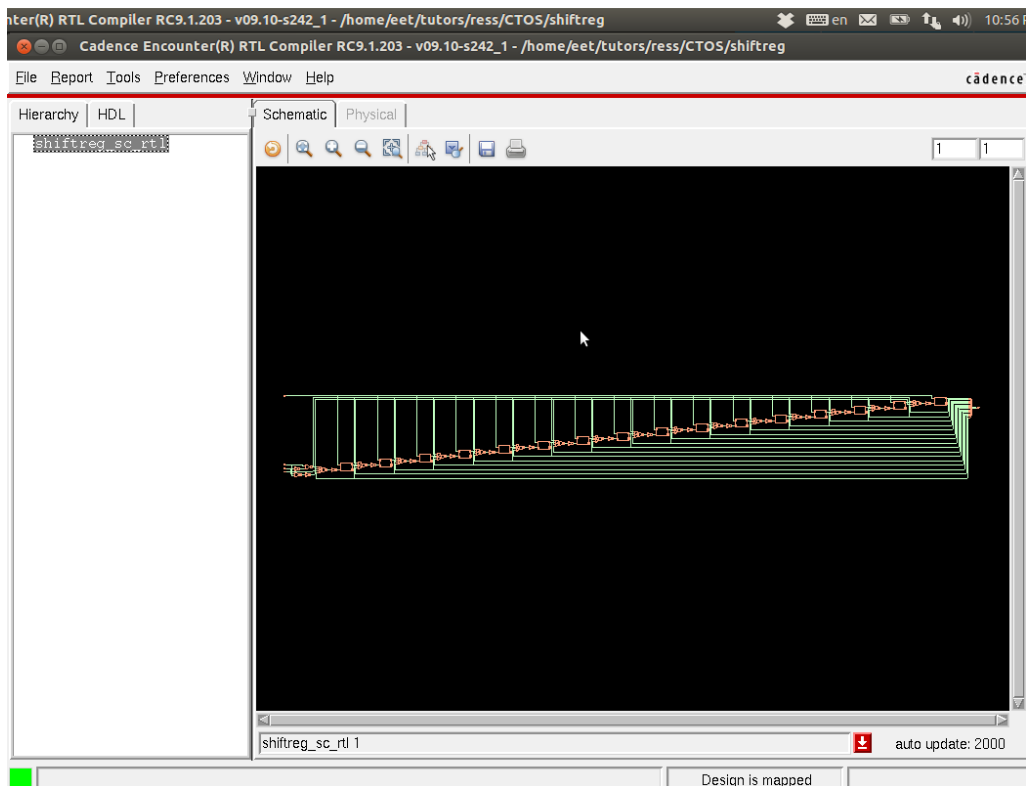 nter(R) RTL Compiler RC9.1.203 - v09.10-s242_1 - /home/eet/tutors/ress/CTOS/shiftreg en 10:56 P
Cadence Encounter(R) RTL Compiler RC9.1.203 - v09.10-s242_1 - /home/eet/tutors/ress/CTOS/shiftreg
File Report Tools Preferences Window Help cādence
Hierarchy HDL Schematic Physical
shiftreg_sc_rtl
1 1
shiftreg_sc_rtl 1 auto update: 2000
Design is mapped